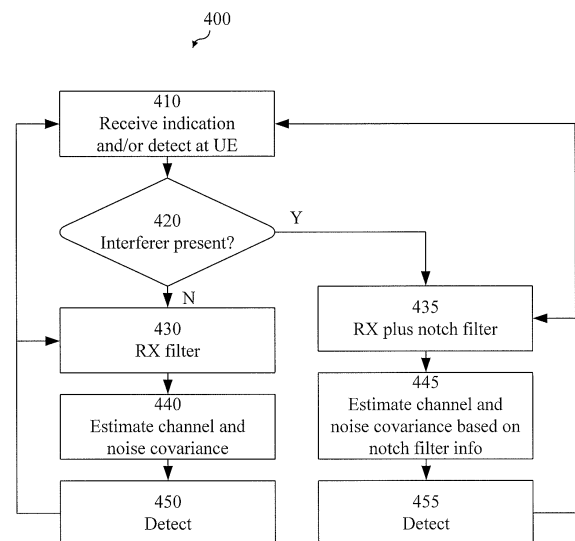 400
410
Receive indication
and/or detect at UE
420
Interferer present?
Y
N
430
RX filter
435
RX plus notch filter
440
Estimate channel and
noise covariance
445
Estimate channel and
noise covariance based on
notch filter info
450
Detect
455
Detect